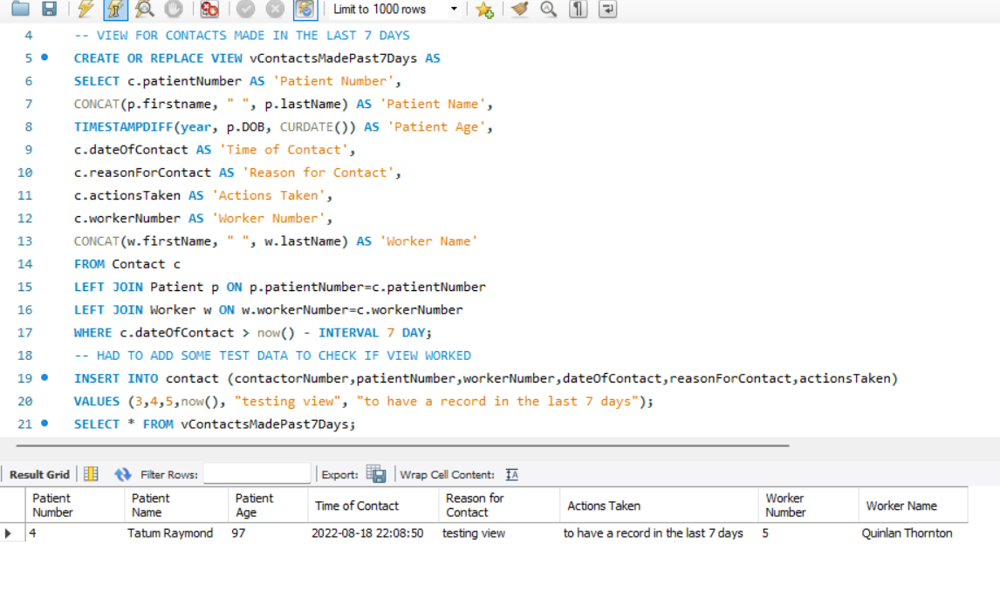 Limit to 1000 rows
4 -- VIEW FOR CONTACTS MADE IN THE LAST 7 DAYS
5 CREATE OR REPLACE VIEW vContactsMadePast7Days AS
6 SELECT c.patientNumber AS 'Patient Number',
7 CONCAT(p.firstname, " ", p.lastName) AS 'Patient Name',
8 TIMESTAMPDIFF(year, p.DOB, CURDATE()) AS 'Patient Age',
9 c.dateOfContact AS 'Time of Contact',
10 c.reasonForContact AS 'Reason for Contact',
11 c.actionsTaken AS 'Actions Taken',
12 c.workerNumber AS 'Worker Number',
13 CONCAT(w.firstName, " ", w.lastName) AS 'Worker Name'
14 FROM Contact c
15 LEFT JOIN Patient p ON p.patientNumber=c.patientNumber
16 LEFT JOIN Worker w ON w.workerNumber=c.workerNumber
17 WHERE c.dateOfContact > now() - INTERVAL 7 DAY;
18 -- HAD TO ADD SOME TEST DATA TO CHECK IF VIEW WORKED
19 INSERT INTO contact (contactorNumber,patientNumber,workerNumber,dateOfContact,reasonForContact,actionsTaken)
20 VALUES (3,4,5,now(), "testing view", "to have a record in the last 7 days");
21 SELECT * FROM vContactsMadePast7Days;
Result Grid Filter Rows: Export: Wrap Cell Content: IA
Patient Number Patient Name Patient Age Time of Contact Reason for Contact Actions Taken Worker Number Worker Name
4 Tatum Raymond 97 2022-08-18 22:08:50 testing view to have a record in the last 7 days 5 Quinlan Thornton